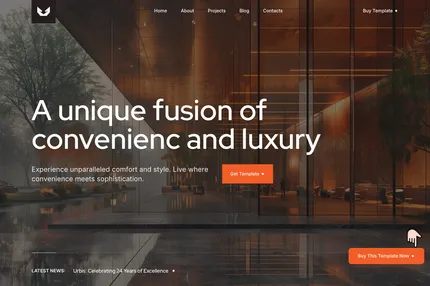 Home About Projects Blog Contacts Buy Template
A unique fusion of
convenienc and luxury
Experience unparalleled comfort and style. Live where
convenience meets sophistication.
Get Template
Buy This Template Now
LATEST NEWS: Urbix: Celebrating 24 Years of Excellence